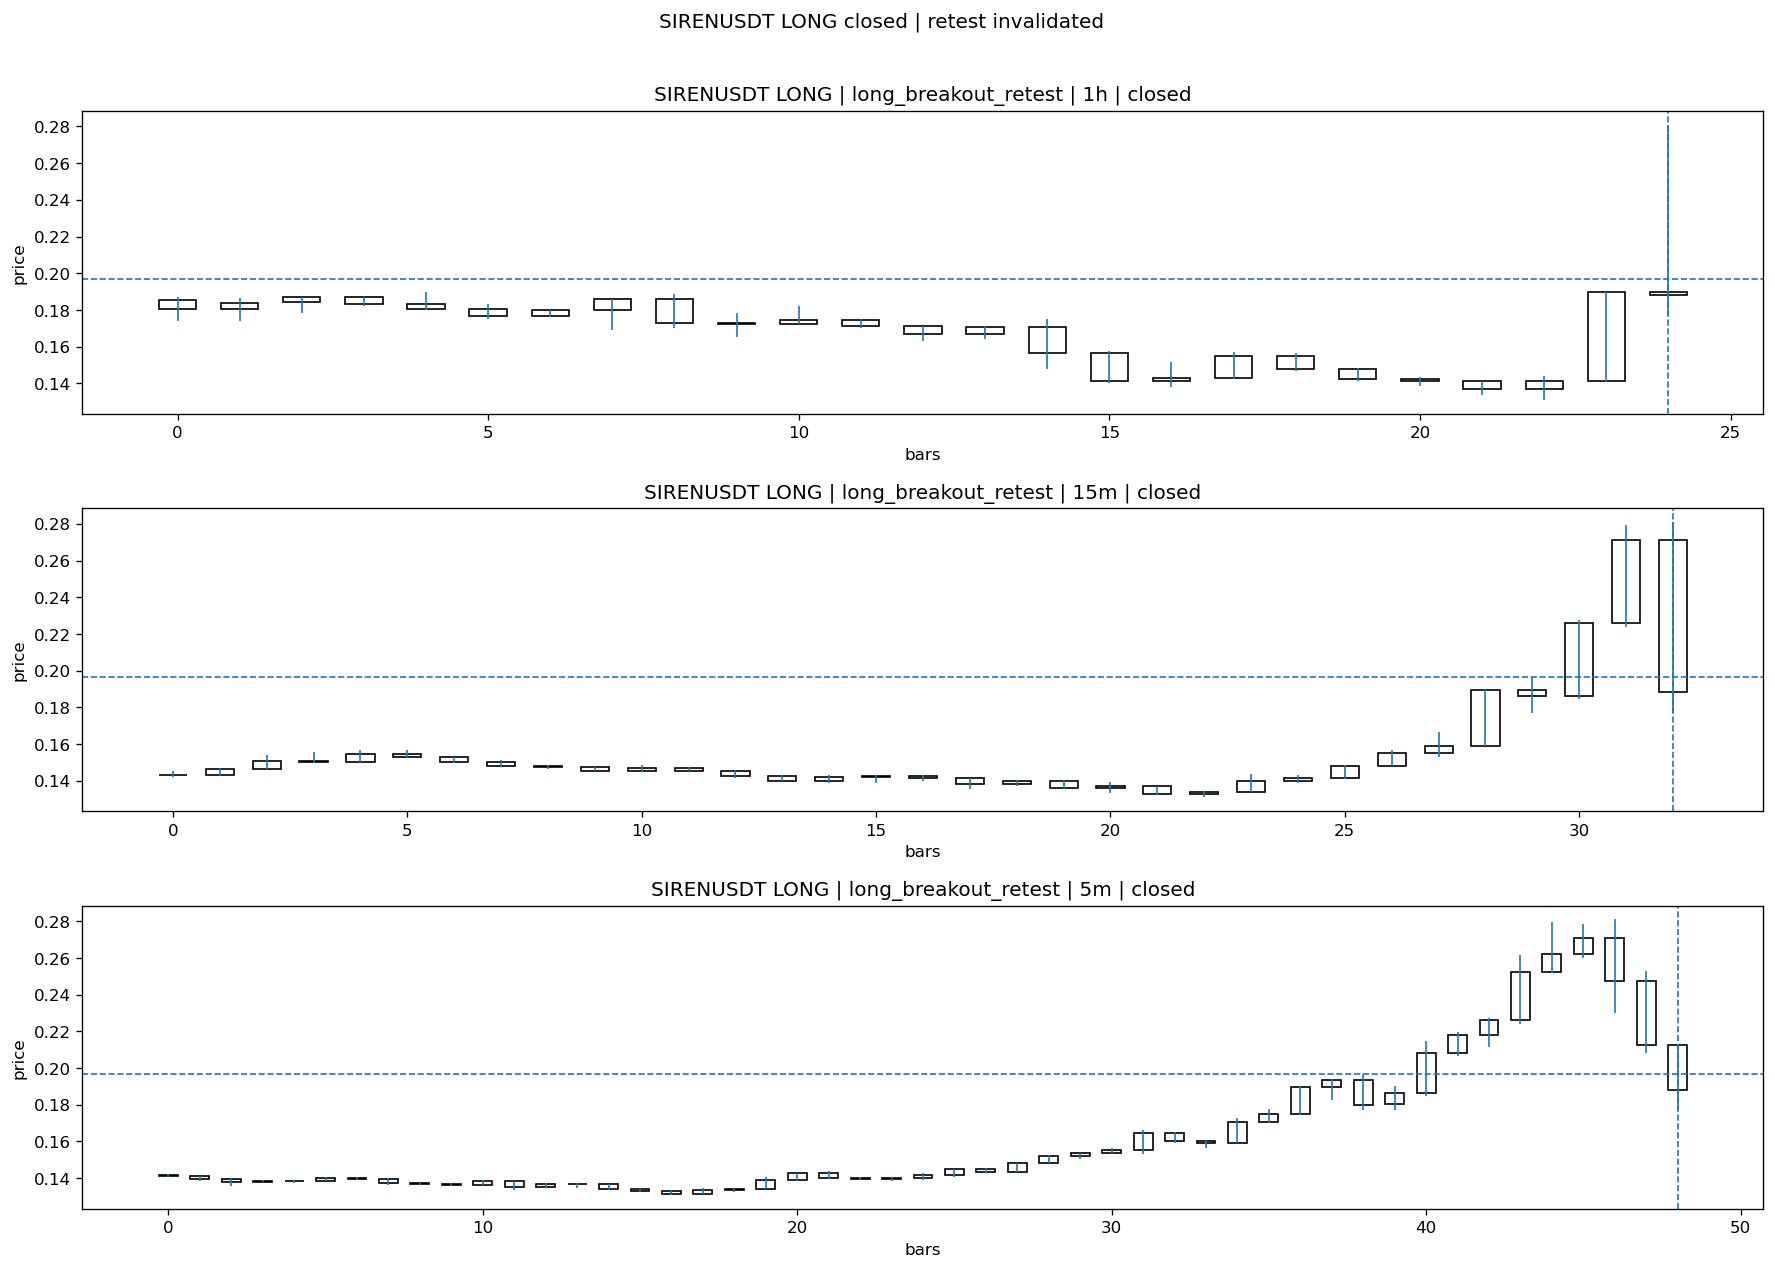 SIRENUSDT LONG closed | retest invalidated
SIRENUSDT LONG | long_breakout_retest | 1h | closed
0.28
0.26
0.24
0.22
0.20
0.18
0.16
0.14
price
0 5 10 15 20 25
bars
SIRENUSDT LONG | long_breakout_retest | 15m | closed
0.28
0.26
0.24
0.22
0.20
0.18
0.16
0.14
price
0 5 10 15 20 25 30
bars
SIRENUSDT LONG | long_breakout_retest | 5m | closed
0.28
0.26
0.24
0.22
0.20
0.18
0.16
0.14
price
0 10 20 30 40 50
bars